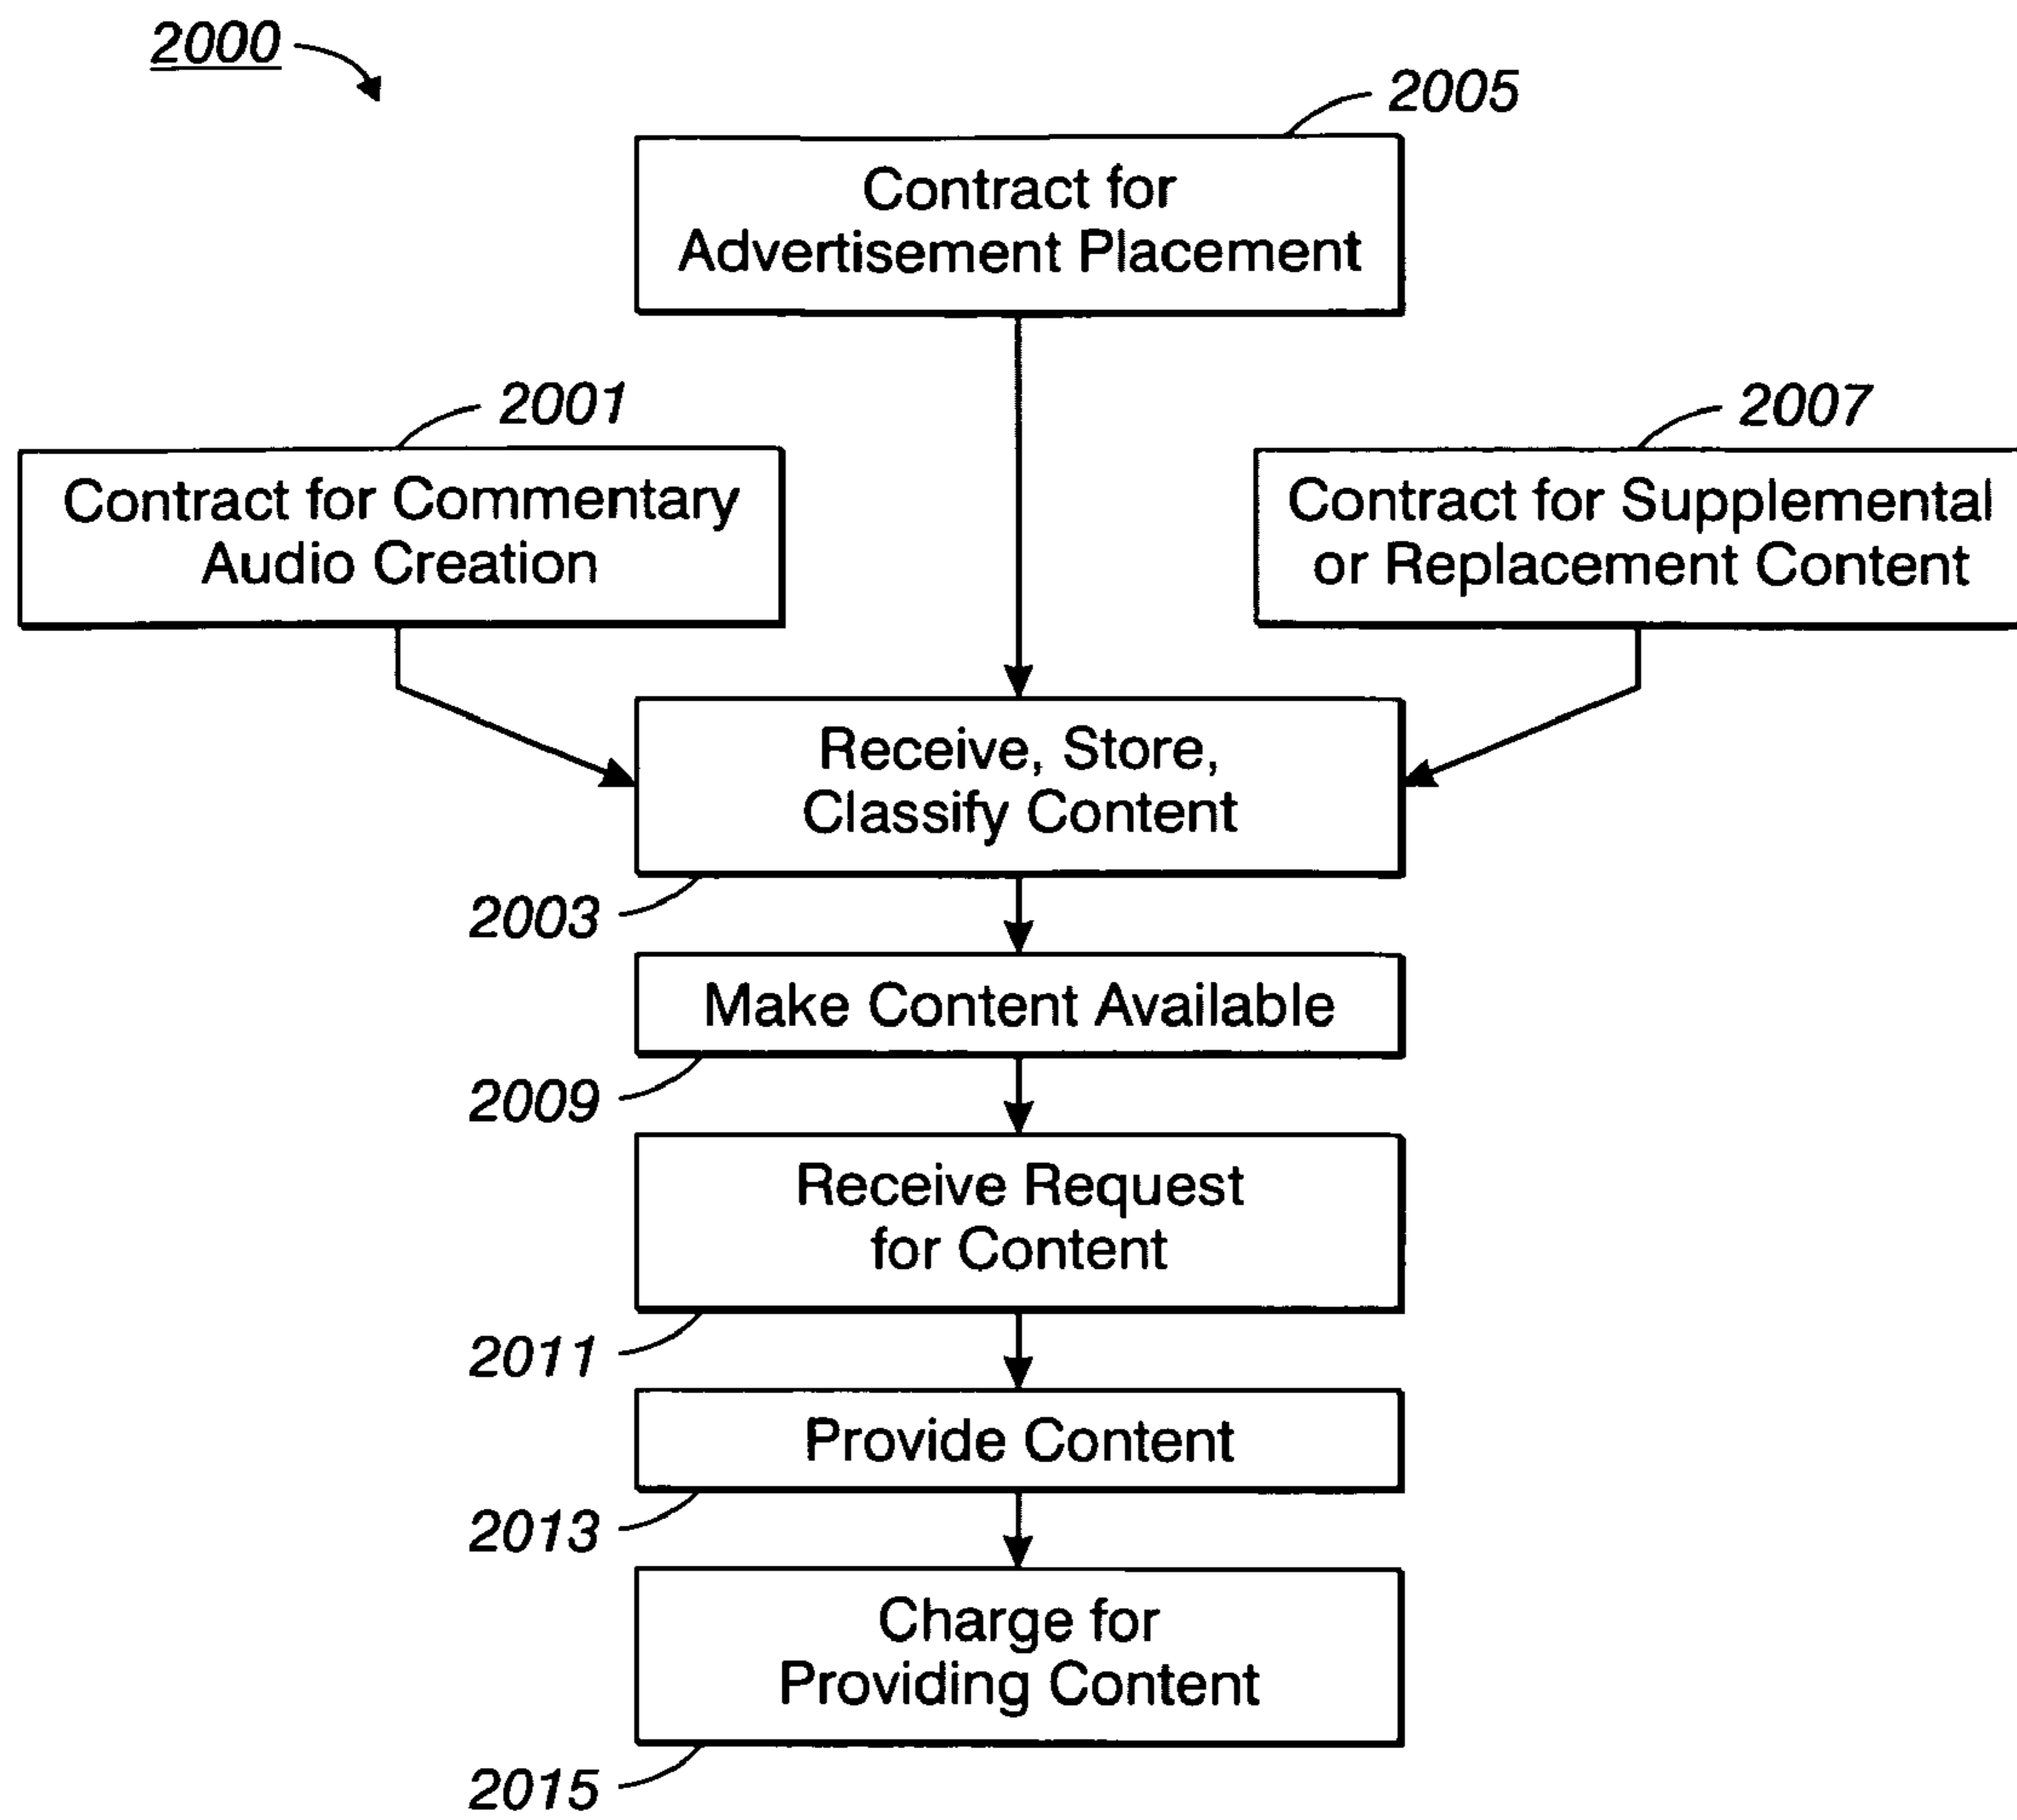 2000
2005
Contract for
Advertisement Placement
2001
Contract for Commentary
Audio Creation
2007
Contract for Supplemental
or Replacement Content
Receive, Store,
Classify Content
2003
Make Content Available
2009
Receive Request
for Content
2011
Provide Content
2013
Charge for
Providing Content
2015